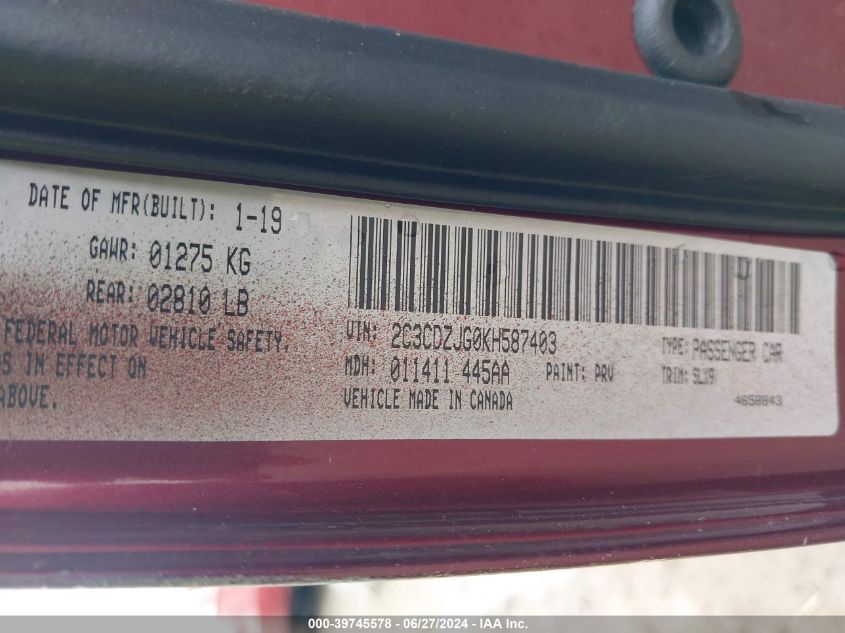 DATE OF MFR(BUILT): 1-19
GAWR: 01275 KG
REAR: 02810 LB
FEDERAL MOTOR VEHICLE SAFETY.
S IN EFFECT ON
ABOVE.
VIN: 2C3CDZJG0KH587403
TYPE: PASSENGER CAR
MDH: 011411 445AA
PAINT: PRV
TRIM: SLX9
VEHICLE MADE IN CANADA
4658843
000-39745578 - 06/27/2024 - IAA Inc.